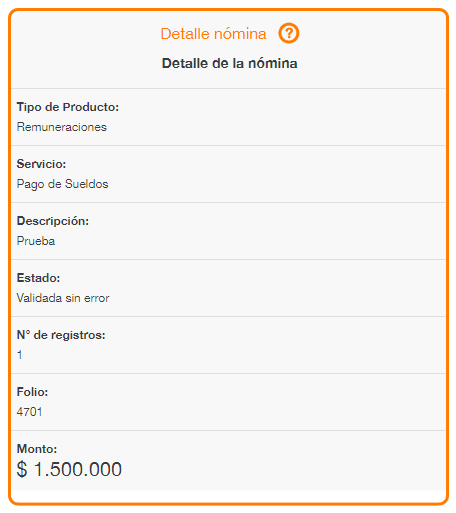 Detalle nómina ?
Detalle de la nómina
Tipo de Producto:
Remuneraciones
Servicio:
Pago de Sueldos
Descripción:
Prueba
Estado:
Validada sin error
N° de registros:
1
Folio:
4701
Monto:
$ 1.500.000